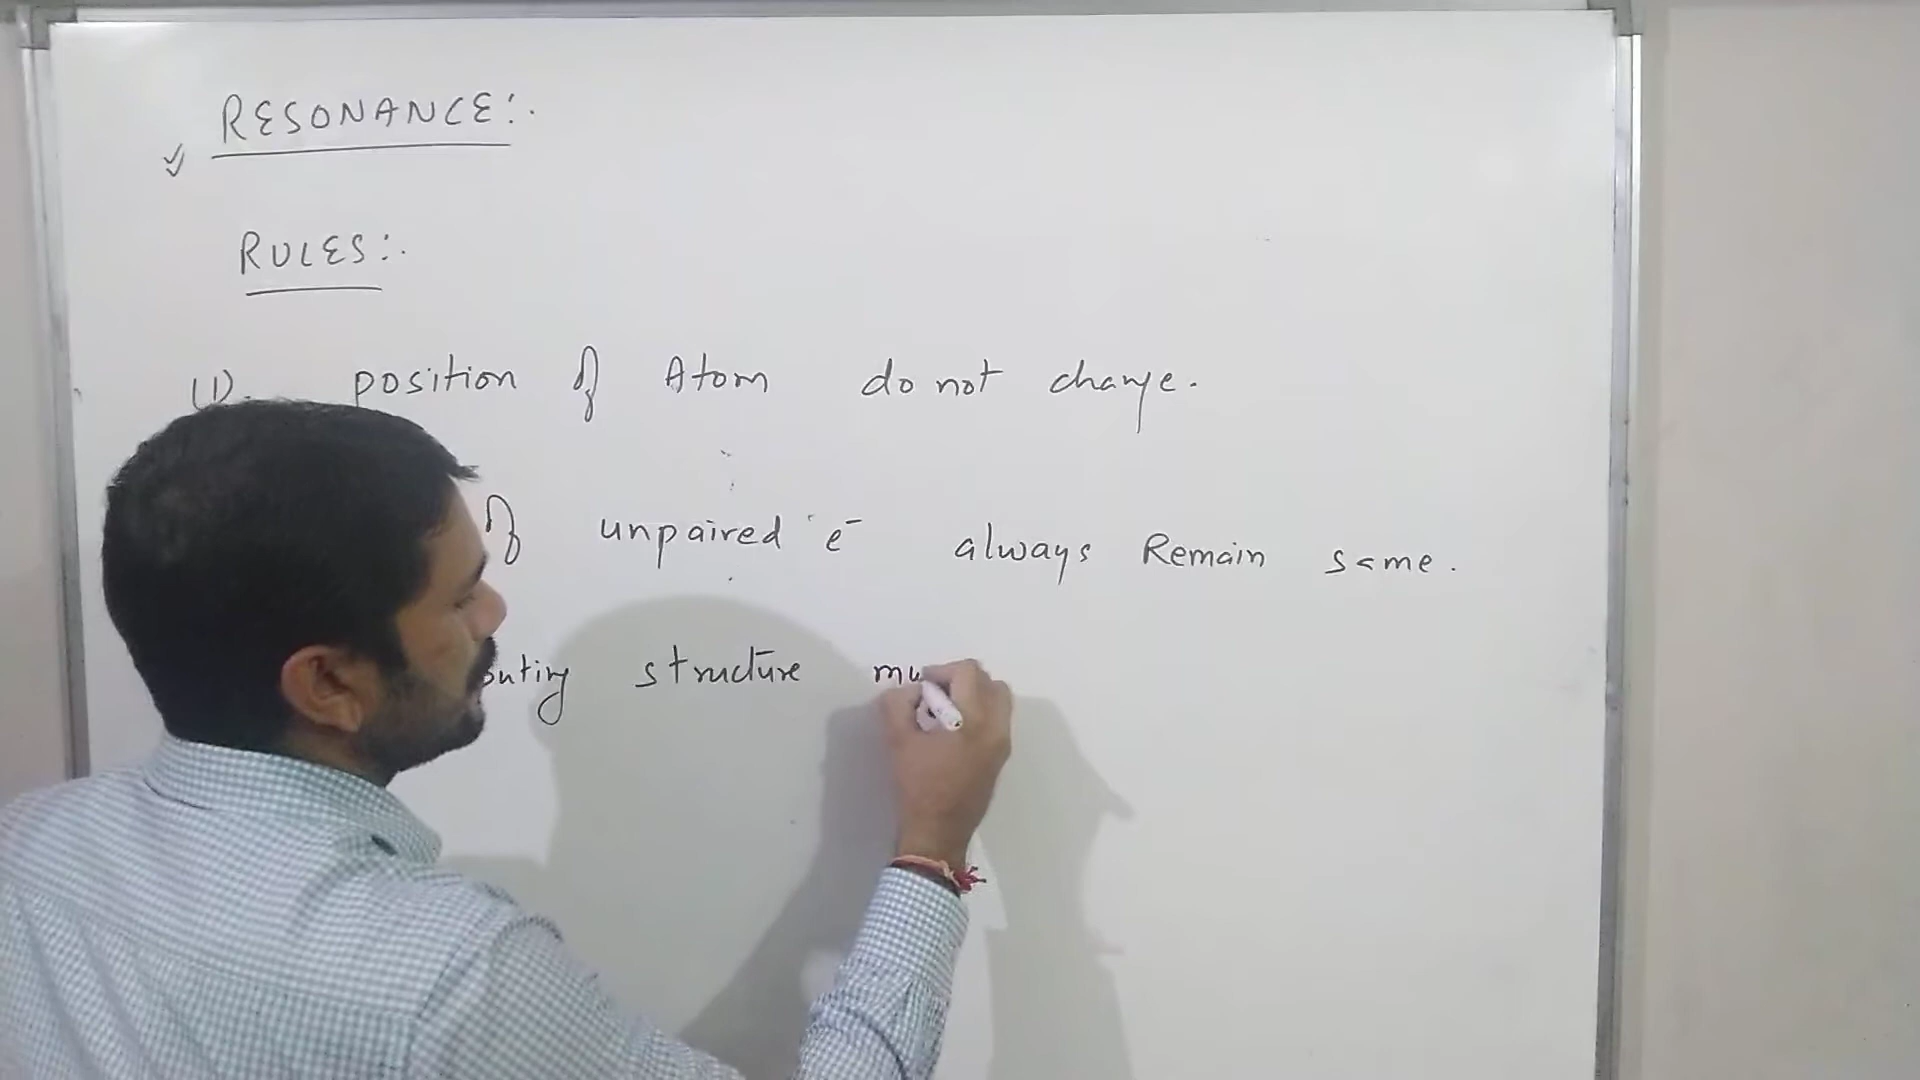 RESONANCE:.
RULES:.
(1). position of Atom do not change.
of unpaired e⁻ always Remain same.
structure